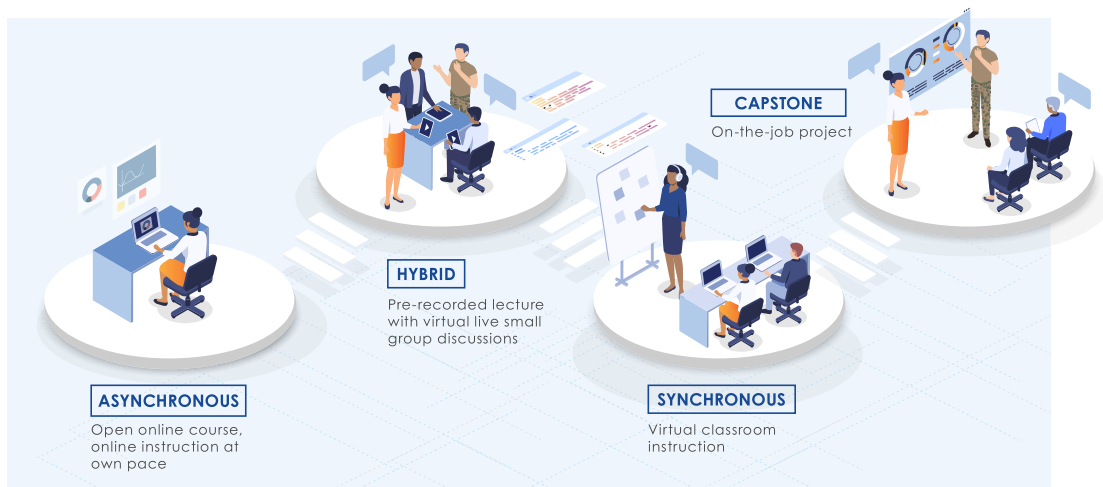 ASYNCHRONOUS
Open online course,
online instruction at
own pace
HYBRID
Pre-recorded lecture
with virtual live small
group discussions
SYNCHRONOUS
Virtual classroom
instruction
CAPSTONE
On-the-job project